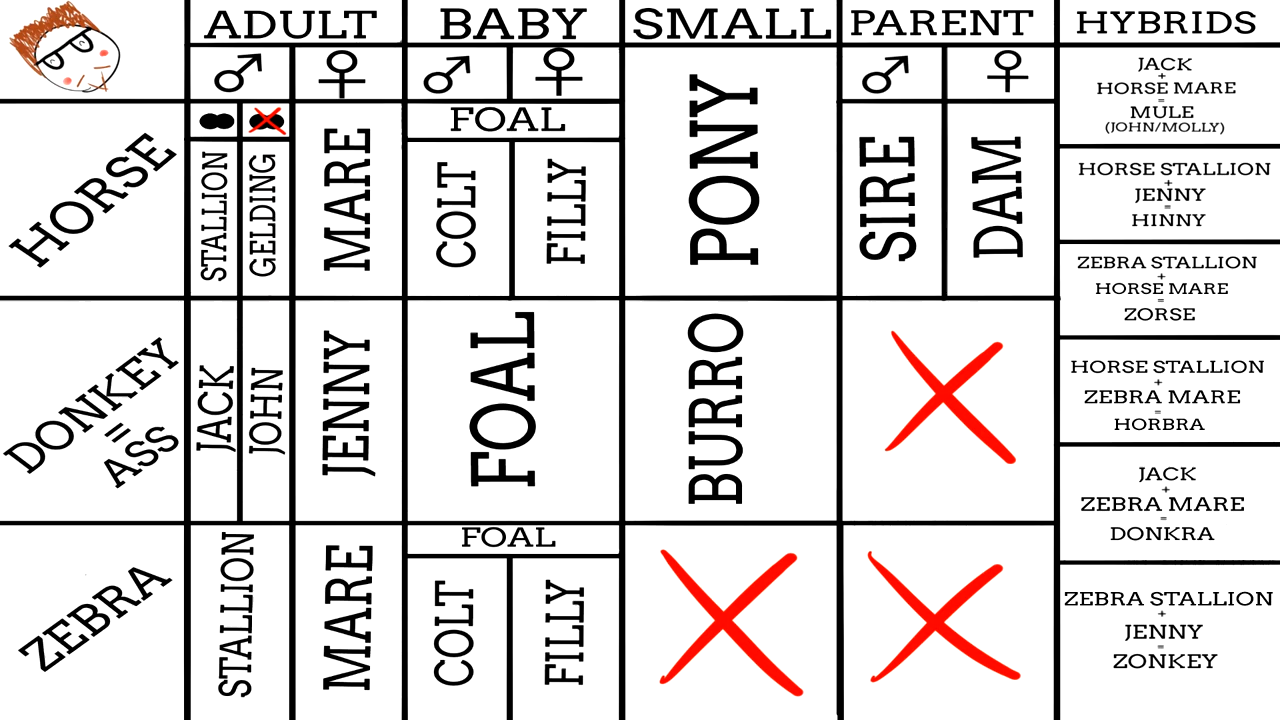 ADULT
BABY
SMALL
PARENT
HYBRIDS
♂
♀
♂
♀
♂
♀
HORSE
STALLION
GELDING
MARE
FOAL
COLT
FILLY
PONY
SIRE
DAM
DONKEY
=
ASS
JACK
JOHN
JENNY
FOAL
BURRO
ZEBRA
STALLION
MARE
FOAL
COLT
FILLY
JACK
+
HORSE MARE
=
MULE
(JOHN/MOLLY)
HORSE STALLION
+
JENNY
=
HINNY
ZEBRA STALLION
+
HORSE MARE
=
ZORSE
HORSE STALLION
+
ZEBRA MARE
=
HORBRA
JACK
+
ZEBRA MARE
=
DONKRA
ZEBRA STALLION
+
JENNY
=
ZONKEY